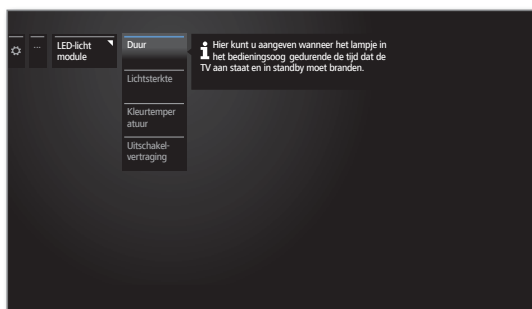 ...
LED-licht
module
Duur
Lichtsterkte
Kleurtemper
atuur
Uitschakel-
vertraging
i Hier kunt u aangeven wanneer het lampje in
het bedieningsoog gedurende de tijd dat de
TV aan staat en in standby moet branden.